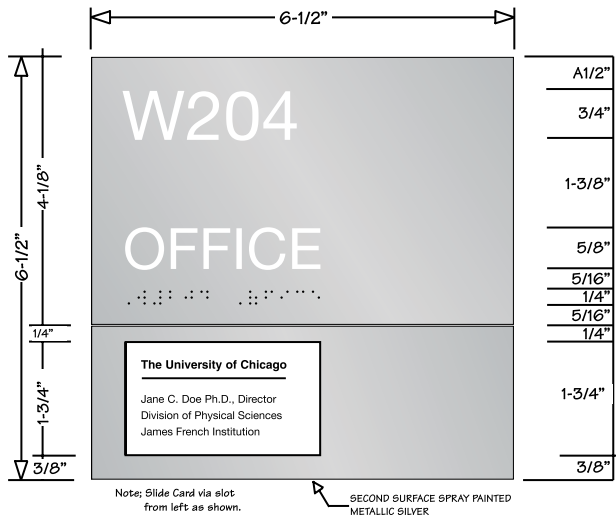 6-1/2"
W204
OFFICE
The University of Chicago
Jane C. Doe Ph.D., Director
Division of Physical Sciences
James French Institution
6-1/2"
4-1/8"
1/4"
1-3/4"
3/8"
A1/2"
3/4"
1-3/8"
5/8"
5/16"
1/4"
5/16"
1/4"
1-3/4"
3/8"
Note; Slide Card via slot
from left as shown.
SECOND SURFACE SPRAY PAINTED
METALLIC SILVER